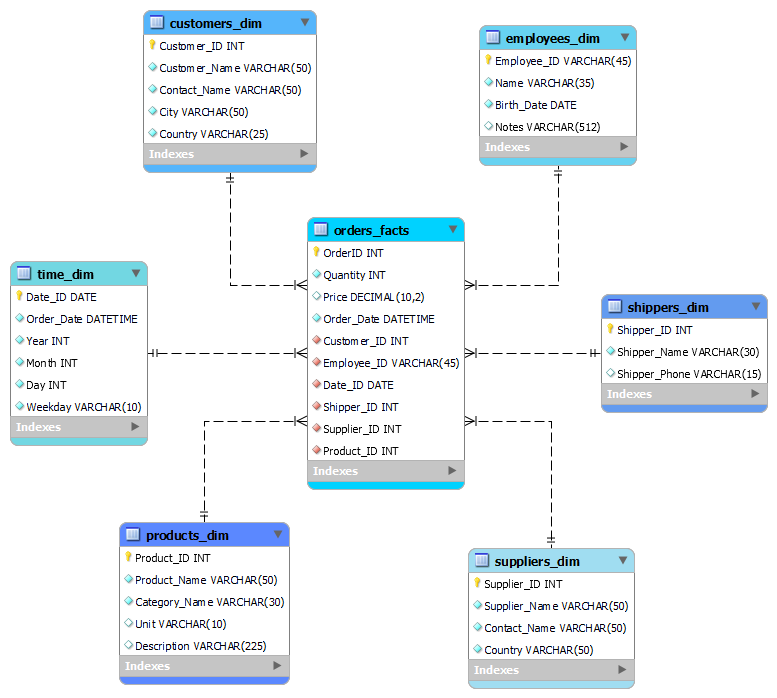 customers_dim
Customer_ID INT
Customer_Name VARCHAR(50)
Contact_Name VARCHAR(50)
City VARCHAR(50)
Country VARCHAR(25)
Indexes
employees_dim
Employee_ID VARCHAR(45)
Name VARCHAR(35)
Birth_Date DATE
Notes VARCHAR(512)
Indexes
orders_facts
OrderID INT
Quantity INT
Price DECIMAL(10,2)
Order_Date DATETIME
Customer_ID INT
Employee_ID VARCHAR(45)
Date_ID DATE
Shipper_ID INT
Supplier_ID INT
Product_ID INT
Indexes
time_dim
Date_ID DATE
Order_Date DATETIME
Year INT
Month INT
Day INT
Weekday VARCHAR(10)
Indexes
shippers_dim
Shipper_ID INT
Shipper_Name VARCHAR(30)
Shipper_Phone VARCHAR(15)
Indexes
products_dim
Product_ID INT
Product_Name VARCHAR(50)
Category_Name VARCHAR(30)
Unit VARCHAR(10)
Description VARCHAR(225)
Indexes
suppliers_dim
Supplier_ID INT
Supplier_Name VARCHAR(50)
Contact_Name VARCHAR(50)
Country VARCHAR(50)
Indexes